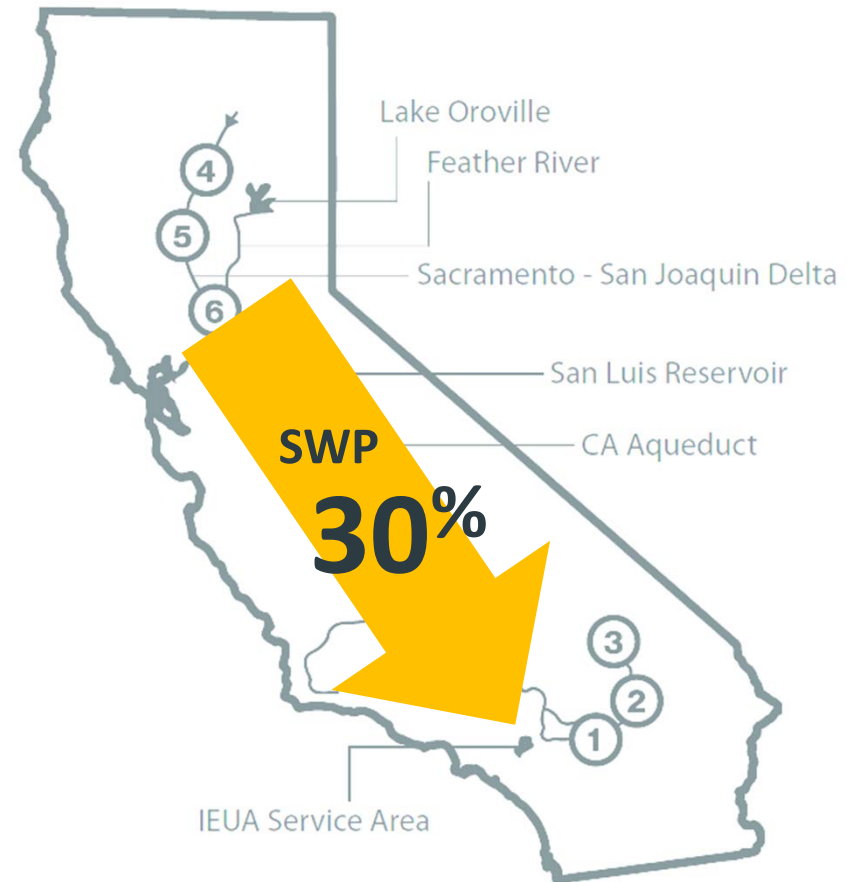 Lake Oroville
Feather River
4
5
Sacramento - San Joaquin Delta
6
San Luis Reservoir
SWP
CA Aqueduct
30%
3
2
1
IEUA Service Area